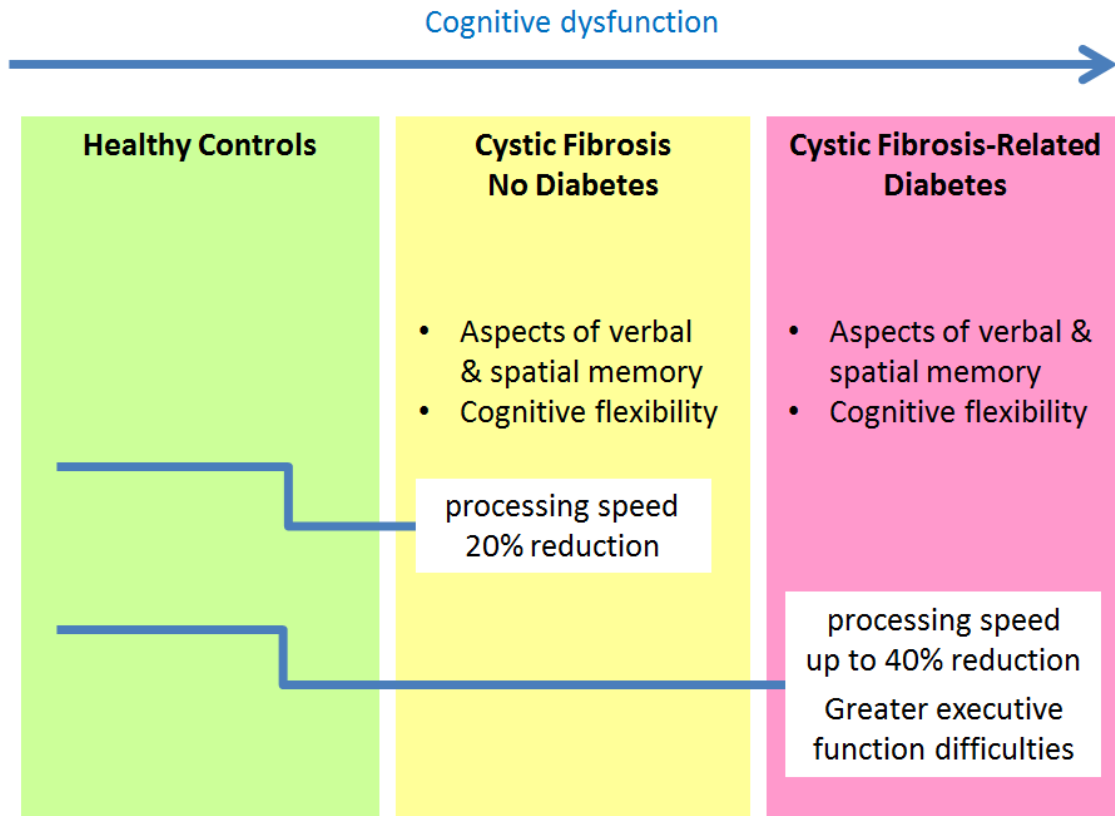 Cognitive dysfunction
Healthy Controls
Cystic Fibrosis
No Diabetes
• Aspects of verbal
& spatial memory
• Cognitive flexibility
processing speed
20% reduction
Cystic Fibrosis-Related
Diabetes
• Aspects of verbal &
spatial memory
• Cognitive flexibility
processing speed
up to 40% reduction
Greater executive
function difficulties